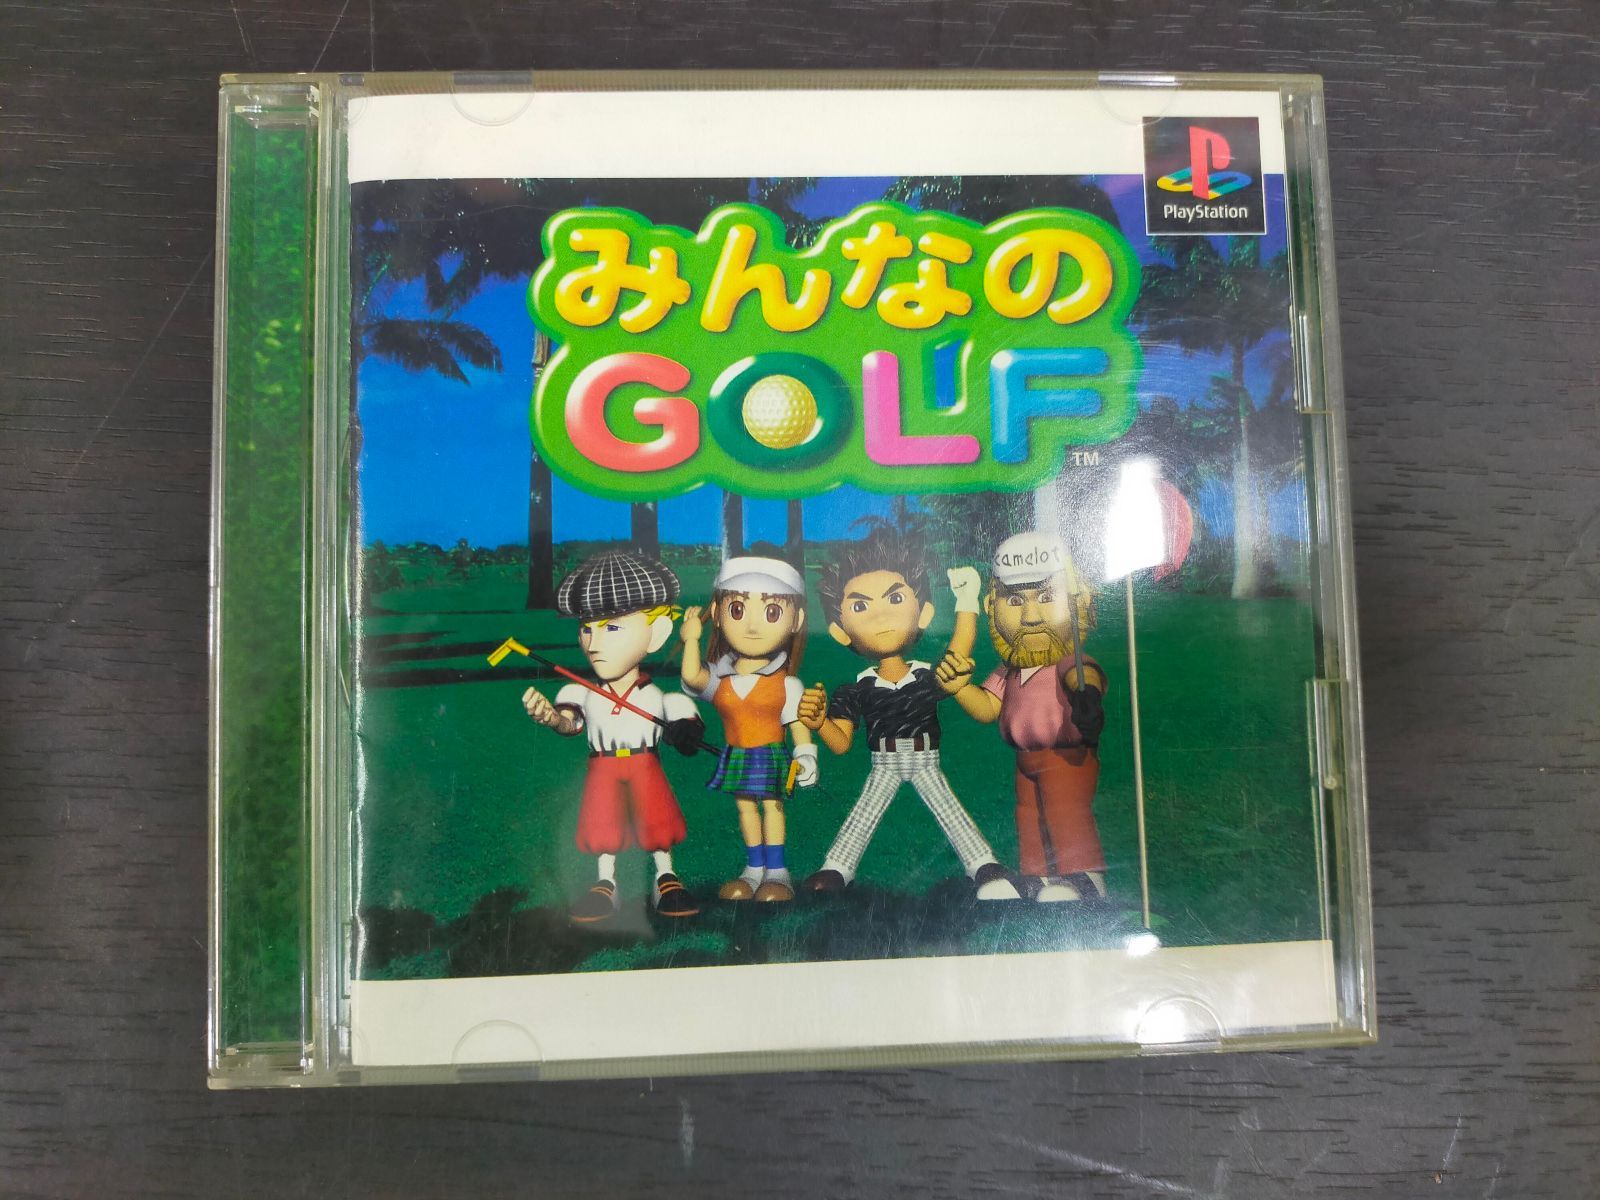 PlayStation
みんなの
GOLF
TM
camelot